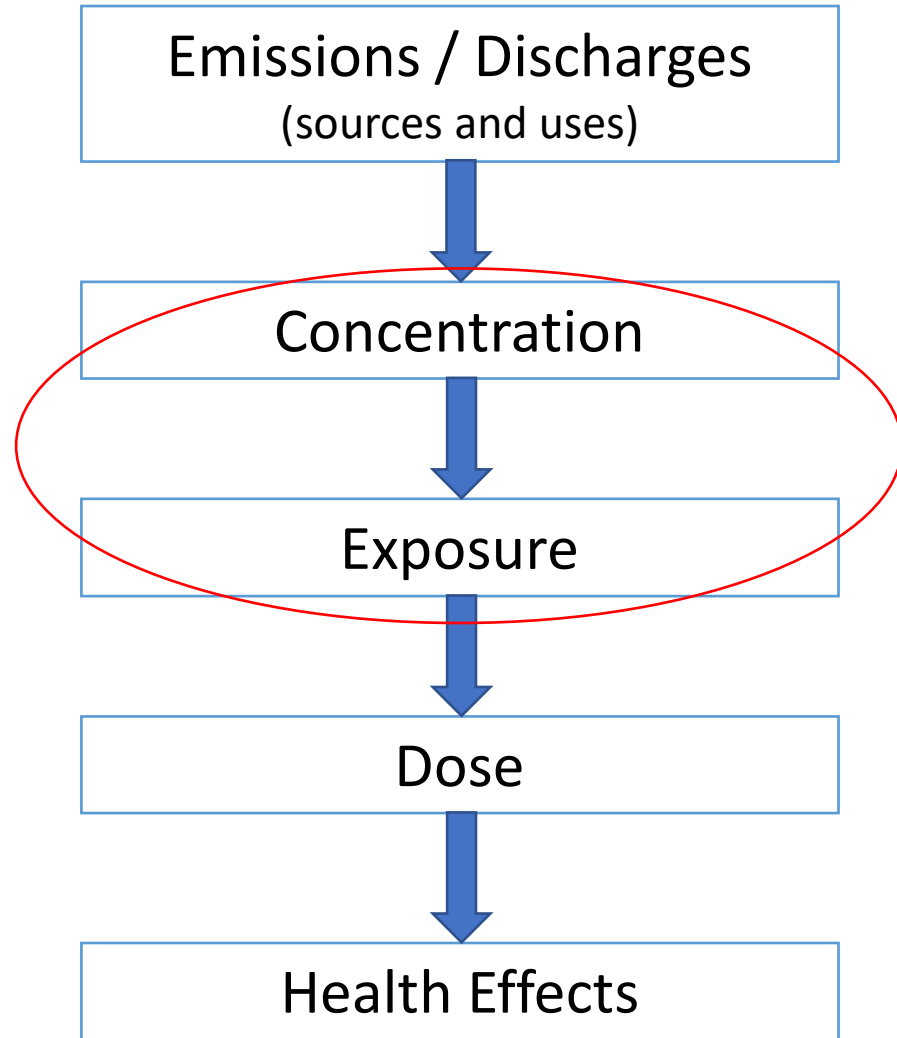 Emissions / Discharges
(sources and uses)
Concentration
Exposure
Dose
Health Effects